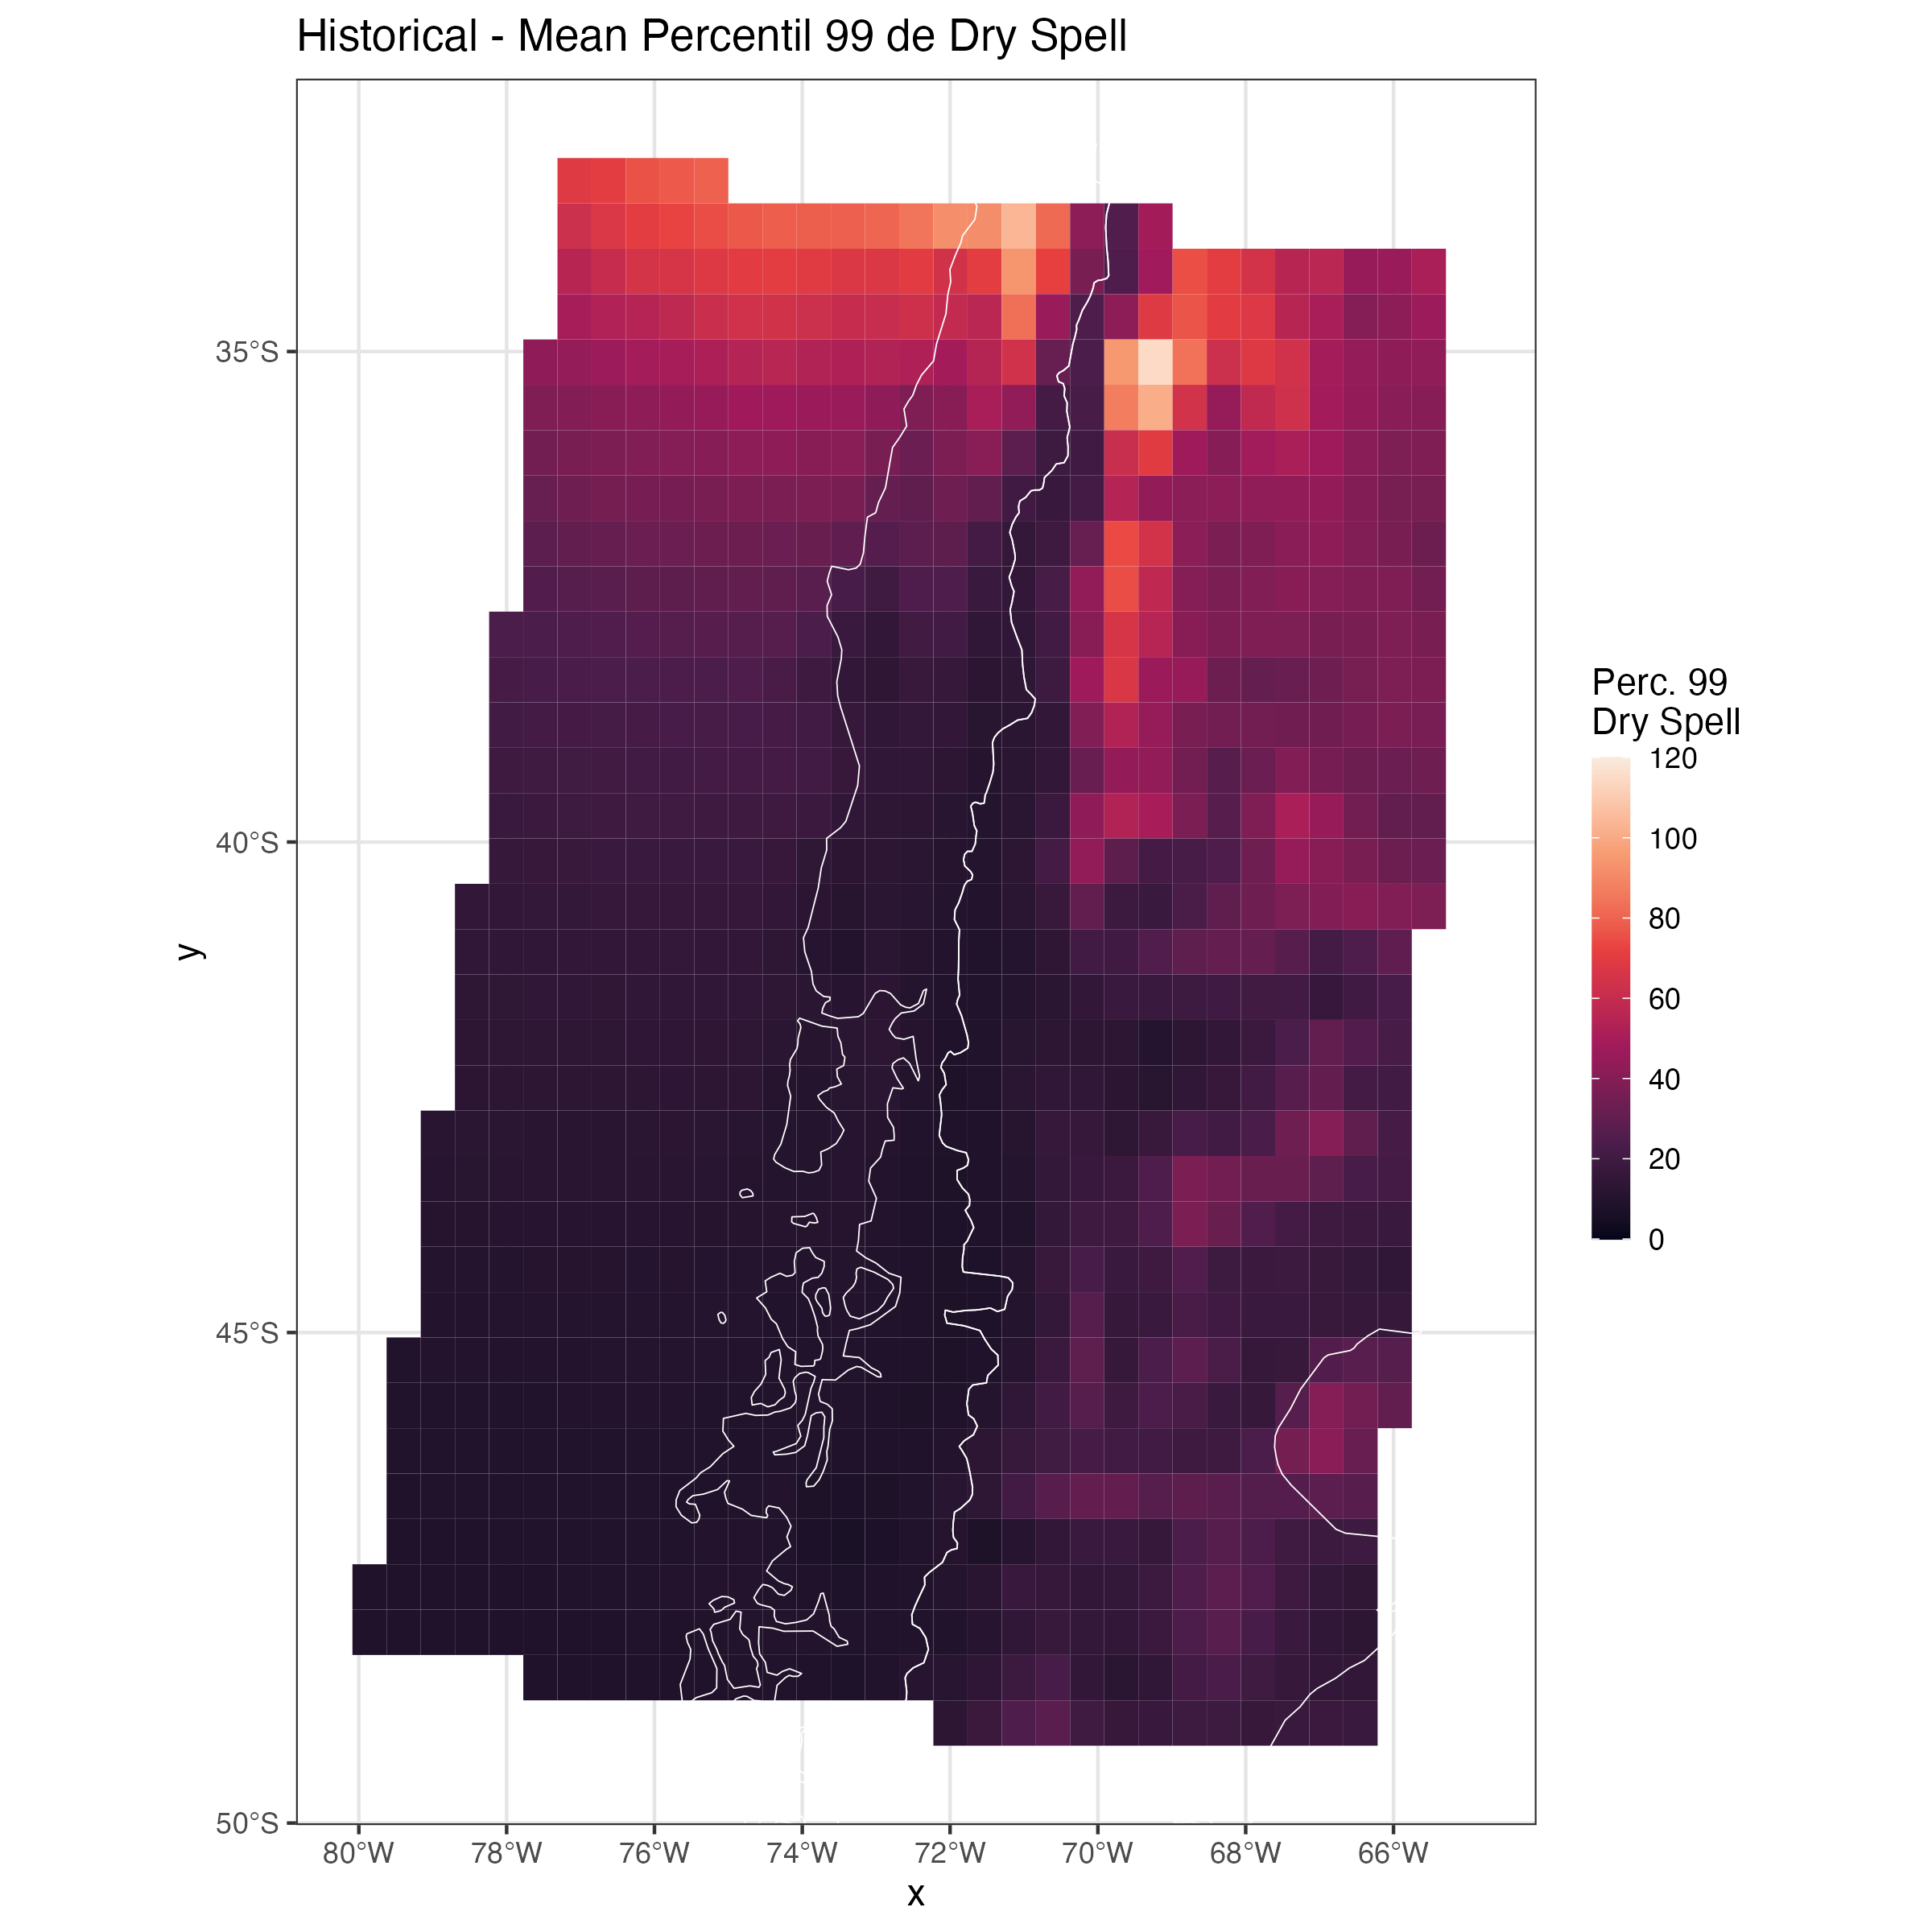 Historical - Mean Percentil 99 de Dry Spell
35°S
40°S
45°S
50°S
y
80°W 78°W 76°W 74°W 72°W 70°W 68°W 66°W
x
Perc. 99
Dry Spell
120
100
80
60
40
20
0